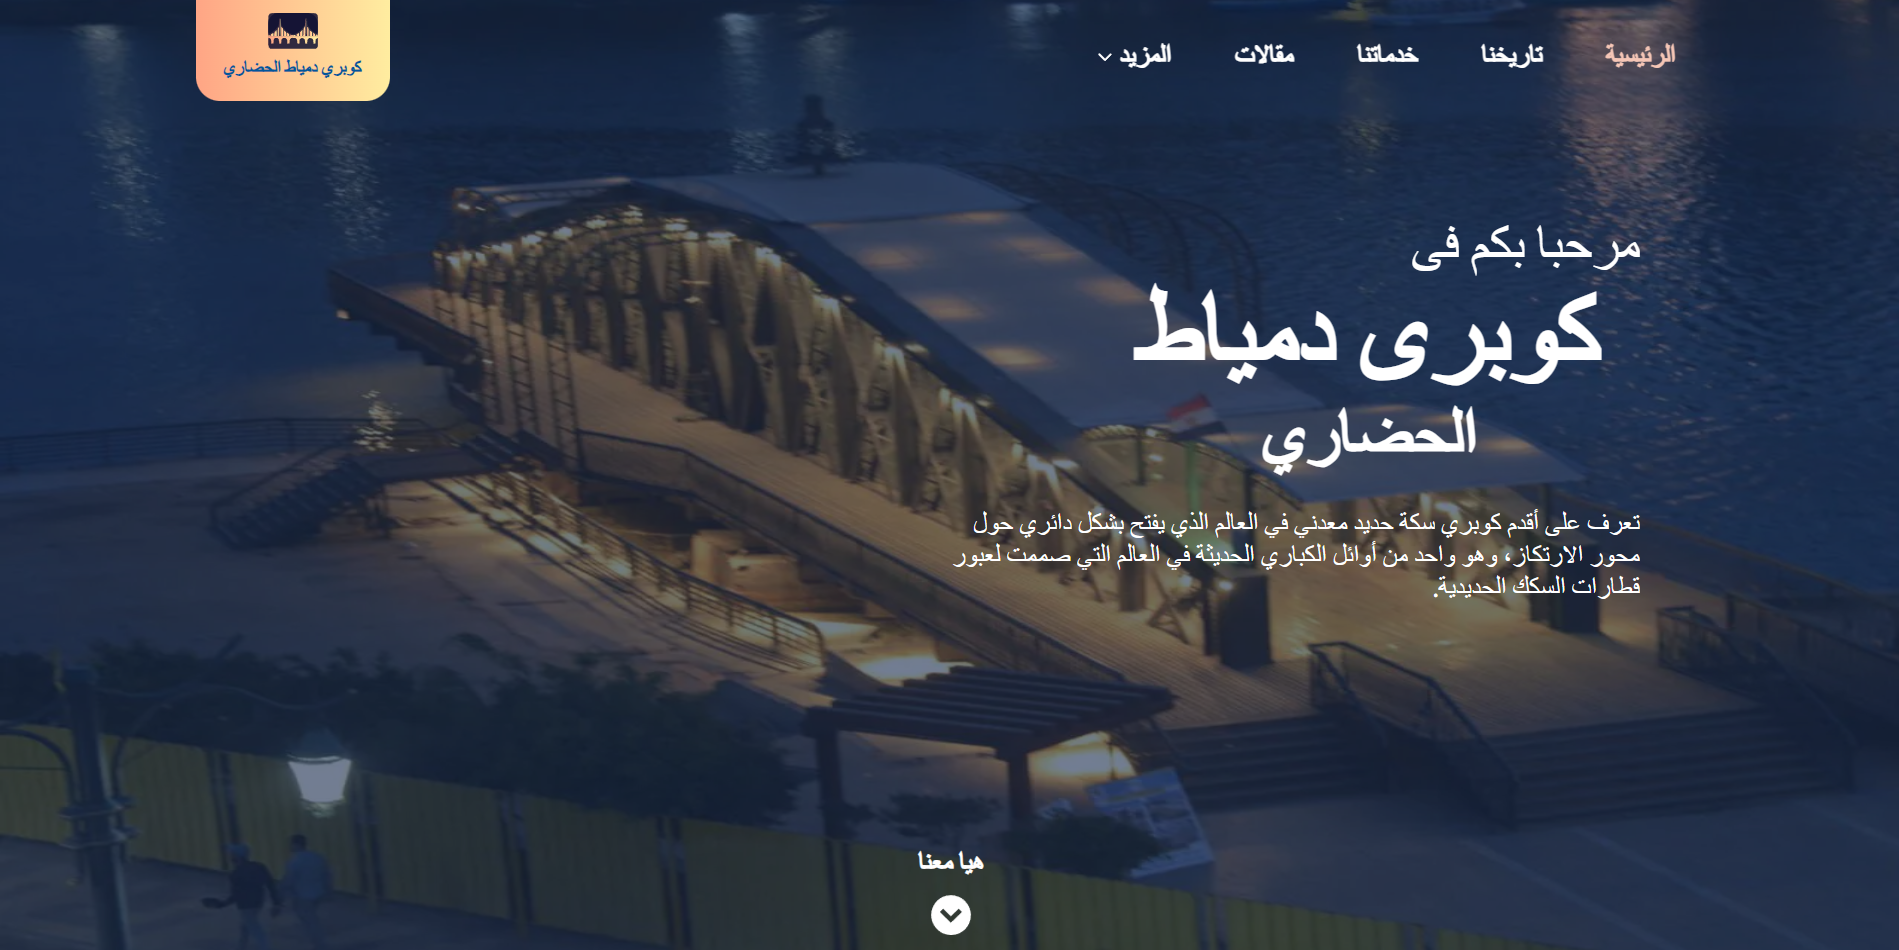 الرئيسية
تاريخنا
خدماتنا
مقالات
المزيد
كوبري دمياط الحضاري
مرحبا بكم فى
كوبرى دمياط
الحضاري
تعرف على أقدم كوبري سكة حديد معدني في العالم الذي يفتح بشكل دائري حول
محور الارتكاز، وهو واحد من أوائل الكباري الحديثة في العالم التي صممت لعبور
قطارات السكك الحديدية.
هيا معنا